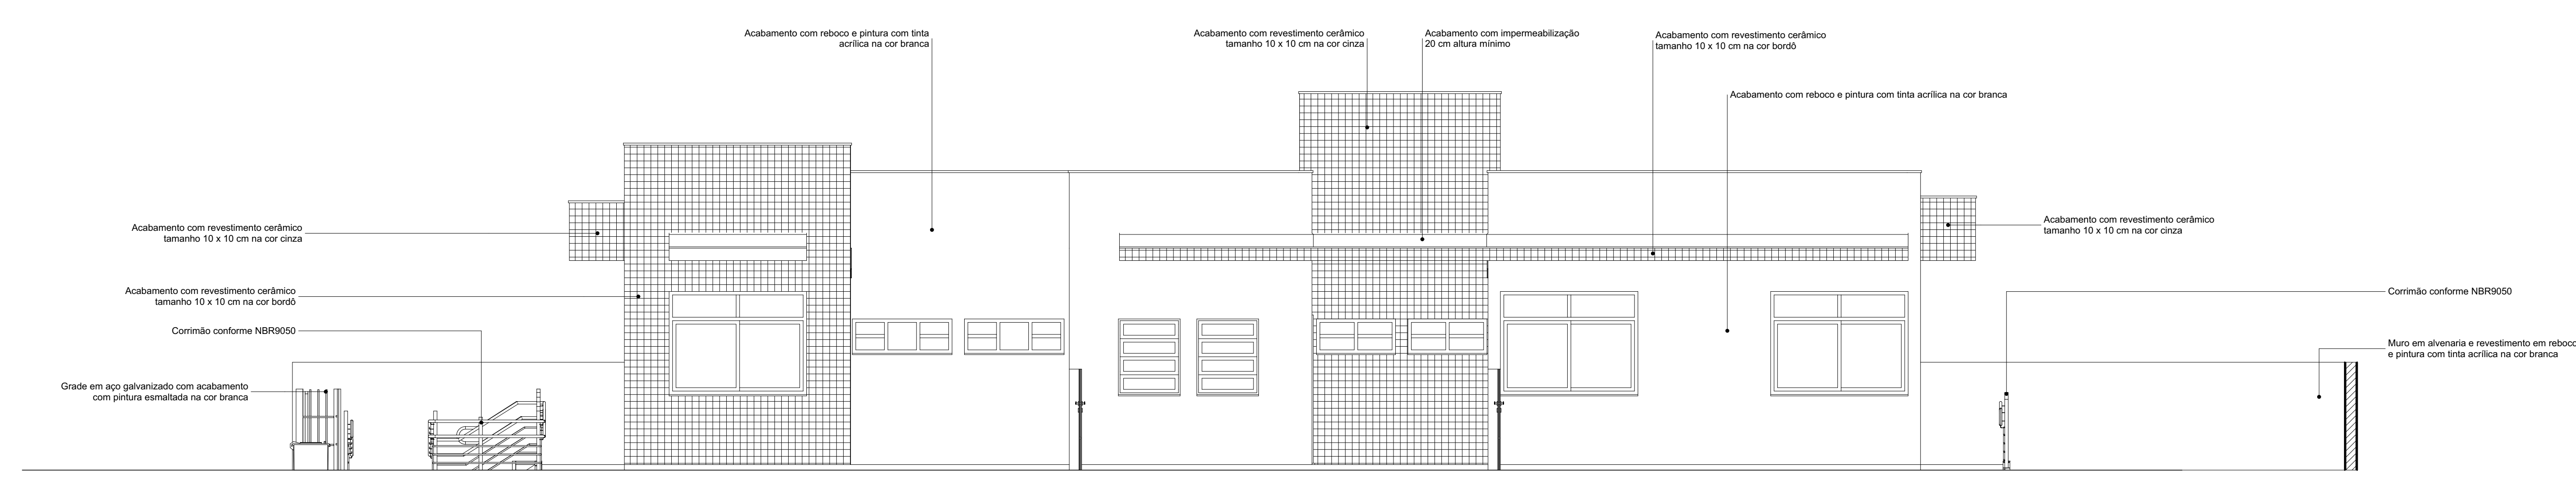 Acabamento com reboco e pintura com tinta
acrílica na cor branca
Acabamento com revestimento cerâmico
tamanho 10 x 10 cm na cor cinza
Acabamento com impermeabilização
20 cm altura mínimo
Acabamento com revestimento cerâmico
tamanho 10 x 10 cm na cor bordô
Acabamento com reboco e pintura com tinta acrílica na cor branca
Acabamento com revestimento cerâmico
tamanho 10 x 10 cm na cor cinza
Acabamento com revestimento cerâmico
tamanho 10 x 10 cm na cor cinza
Acabamento com revestimento cerâmico
tamanho 10 x 10 cm na cor bordô
Corrimão conforme NBR9050
Corrimão conforme NBR9050
Muro em alvenaria e revestimento em reboco
e pintura com tinta acrílica na cor branca
Grade em aço galvanizado com acabamento
com pintura esmaltada na cor branca